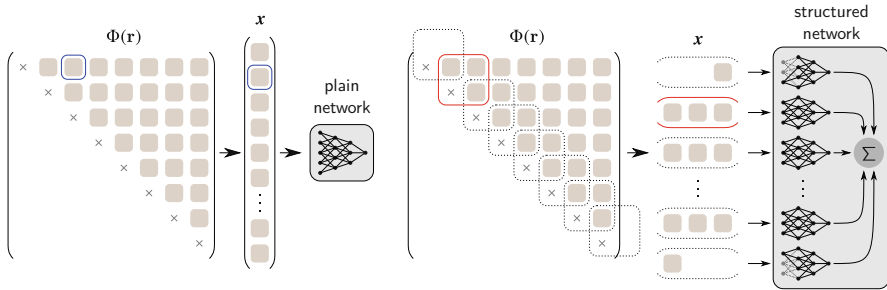 Φ(r)
x
plain
network
Φ(r)
x
structured
network
Σ